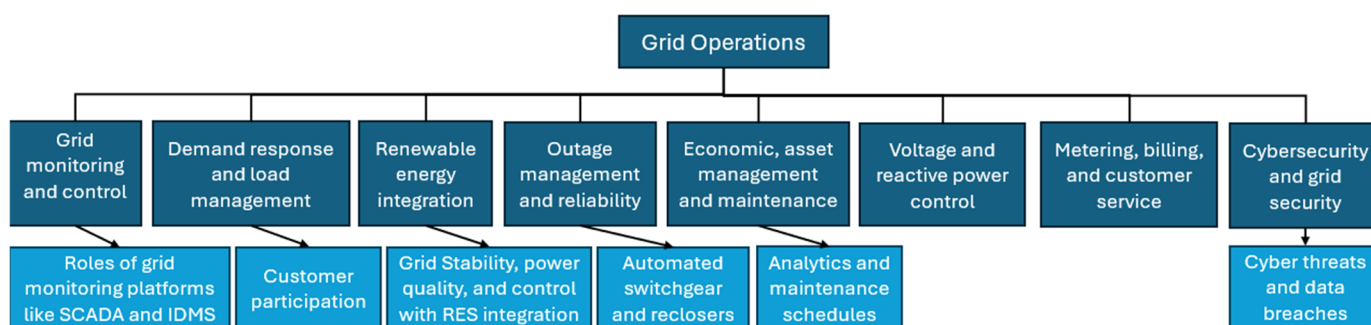 Grid Operations
Grid
monitoring
and control
Demand response
and load
management
Renewable
energy
integration
Outage
management
and reliability
Economic, asset
management
and maintenance
Voltage and
reactive power
control
Metering, billing,
and customer
service
Cybersecurity
and grid
security
Roles of grid
monitoring platforms
like SCADA and IDMS
Customer
participation
Grid Stability, power
quality, and control
with RES integration
Automated
switchgear
and reclosers
Analytics and
maintenance
schedules
Cyber threats
and data
breaches